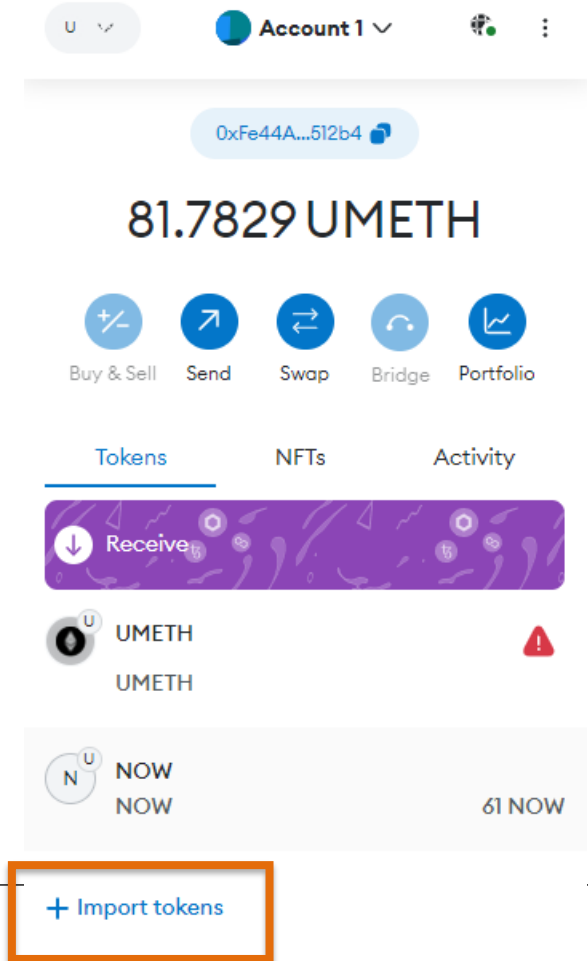 U
Account 1
0xFe44A...512b4
81.7829 UMETH
Buy & Sell Send Swap Bridge Portfolio
Tokens NFTs Activity
Receive
U
UMETH
UMETH
U
N
NOW
NOW 61 NOW
+ Import tokens